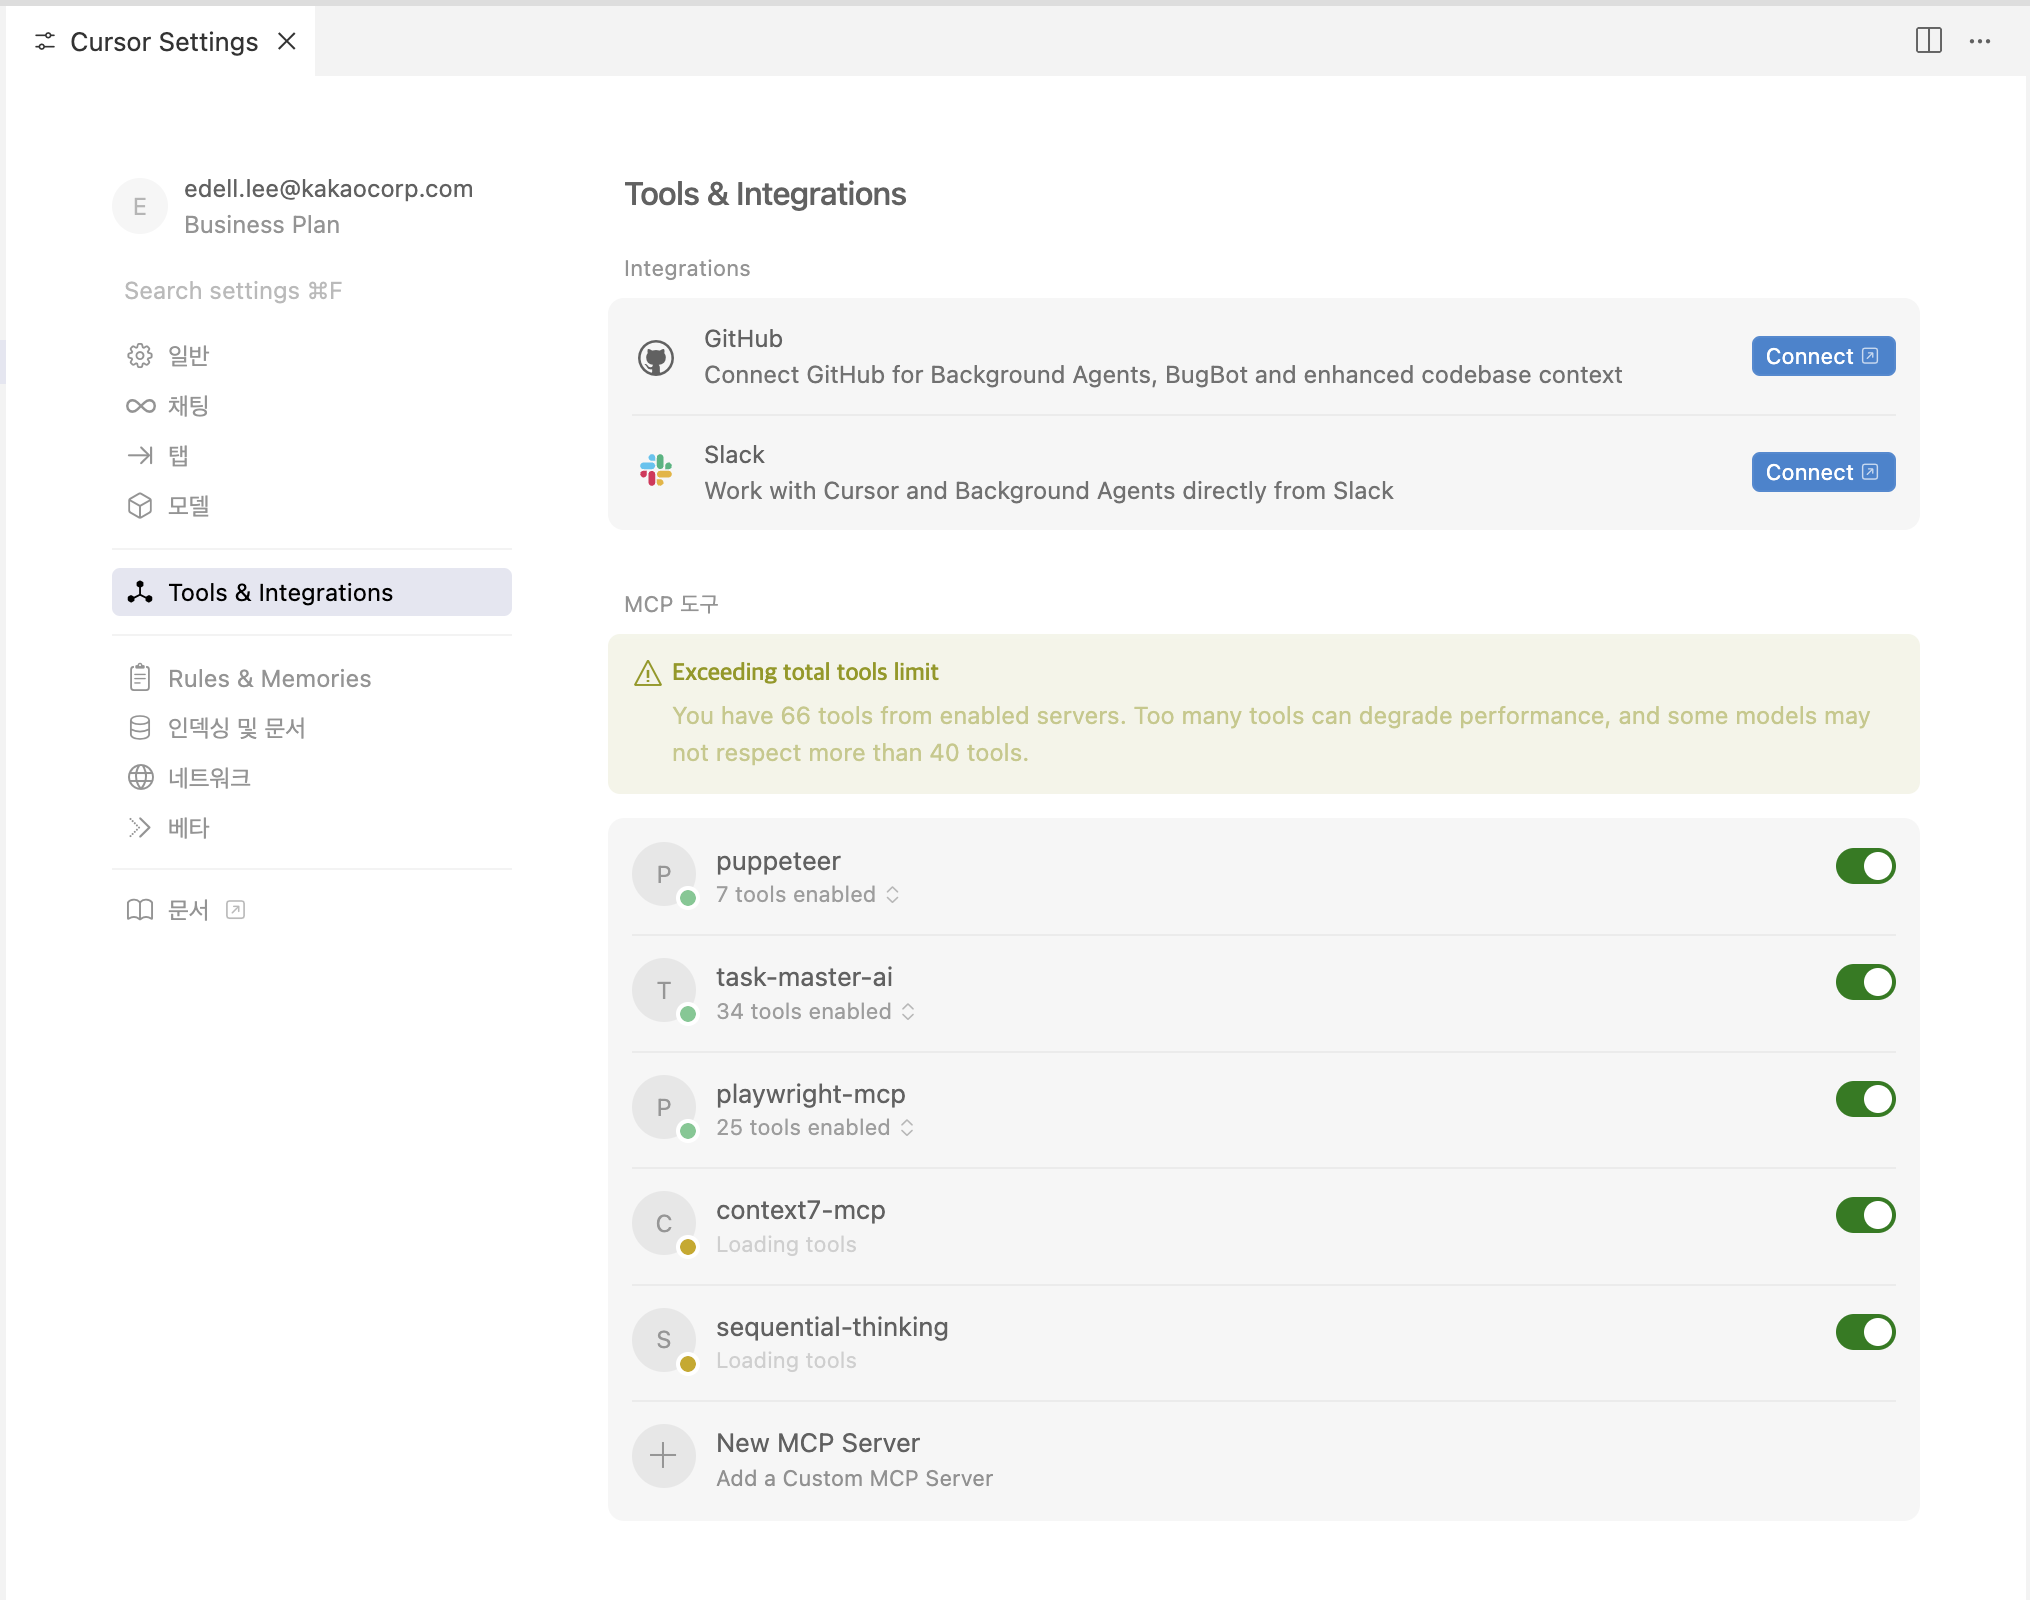 Cursor Settings
E
edell.lee@kakaocorp.com
Business Plan
Search settings ⌘F
일반
채팅
탭
모델
Tools & Integrations
Rules & Memories
인덱싱 및 문서
네트워크
베타
문서
Tools & Integrations
Integrations
GitHub
Connect GitHub for Background Agents, BugBot and enhanced codebase context
Connect
Slack
Work with Cursor and Background Agents directly from Slack
Connect
MCP 도구
Exceeding total tools limit
You have 66 tools from enabled servers. Too many tools can degrade performance, and some models may
not respect more than 40 tools.
P
puppeteer
7 tools enabled
T
task-master-ai
34 tools enabled
P
playwright-mcp
25 tools enabled
C
context7-mcp
Loading tools
S
sequential-thinking
Loading tools
New MCP Server
Add a Custom MCP Server